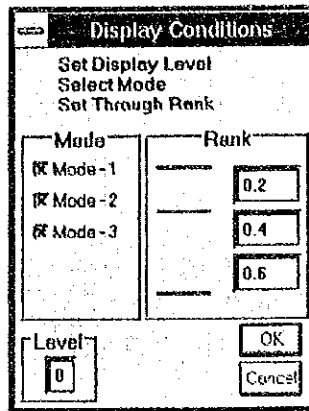 Display Conditions
Set Display Level
Select Mode
Set Through Rank
Mode
Mode-1
Mode-2
Mode-3
Rank
0.2
0.4
0.6
Level
0
OK
Cancel